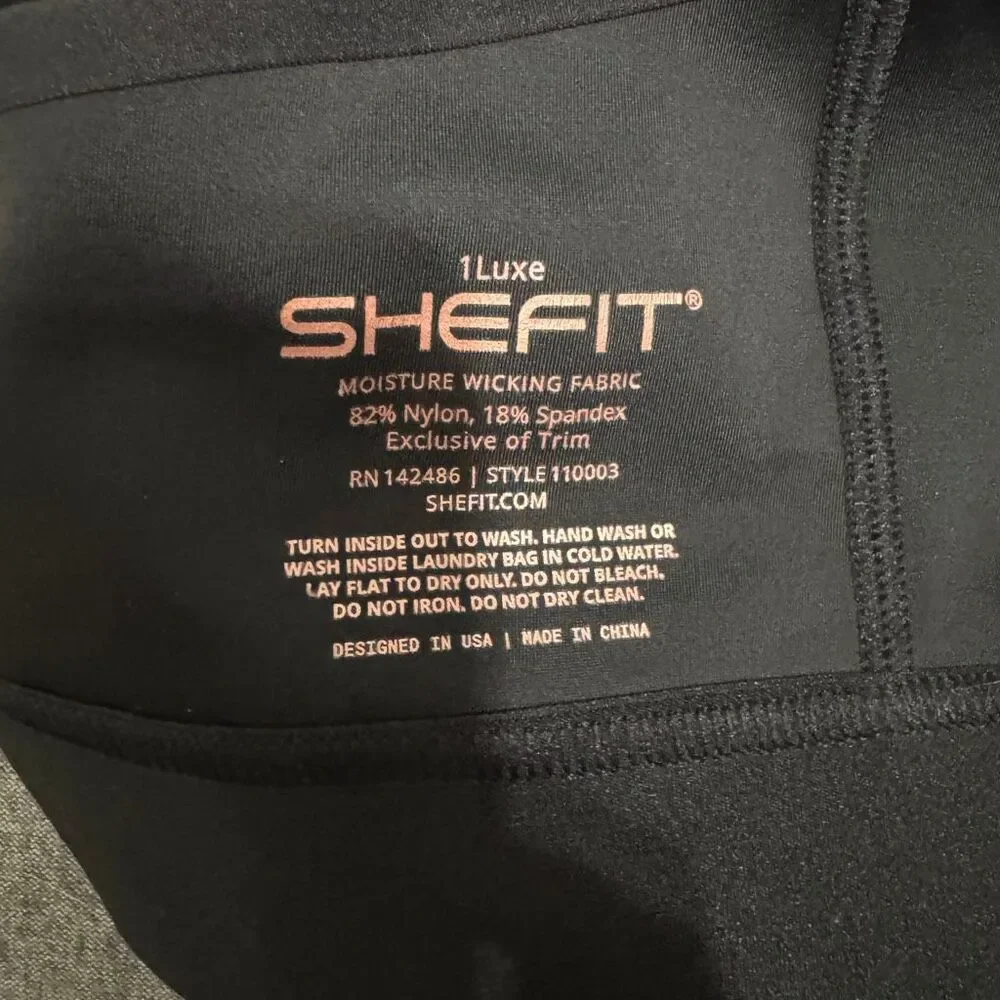 1Luxe
SHEFIT®
MOISTURE WICKING FABRIC
82% Nylon, 18% Spandex
Exclusive of Trim
RN 142486 | STYLE 110003
SHEFIT.COM
TURN INSIDE OUT TO WASH. HAND WASH OR
WASH INSIDE LAUNDRY BAG IN COLD WATER.
LAY FLAT TO DRY ONLY. DO NOT BLEACH.
DO NOT IRON. DO NOT DRY CLEAN.
DESIGNED IN USA | MADE IN CHINA